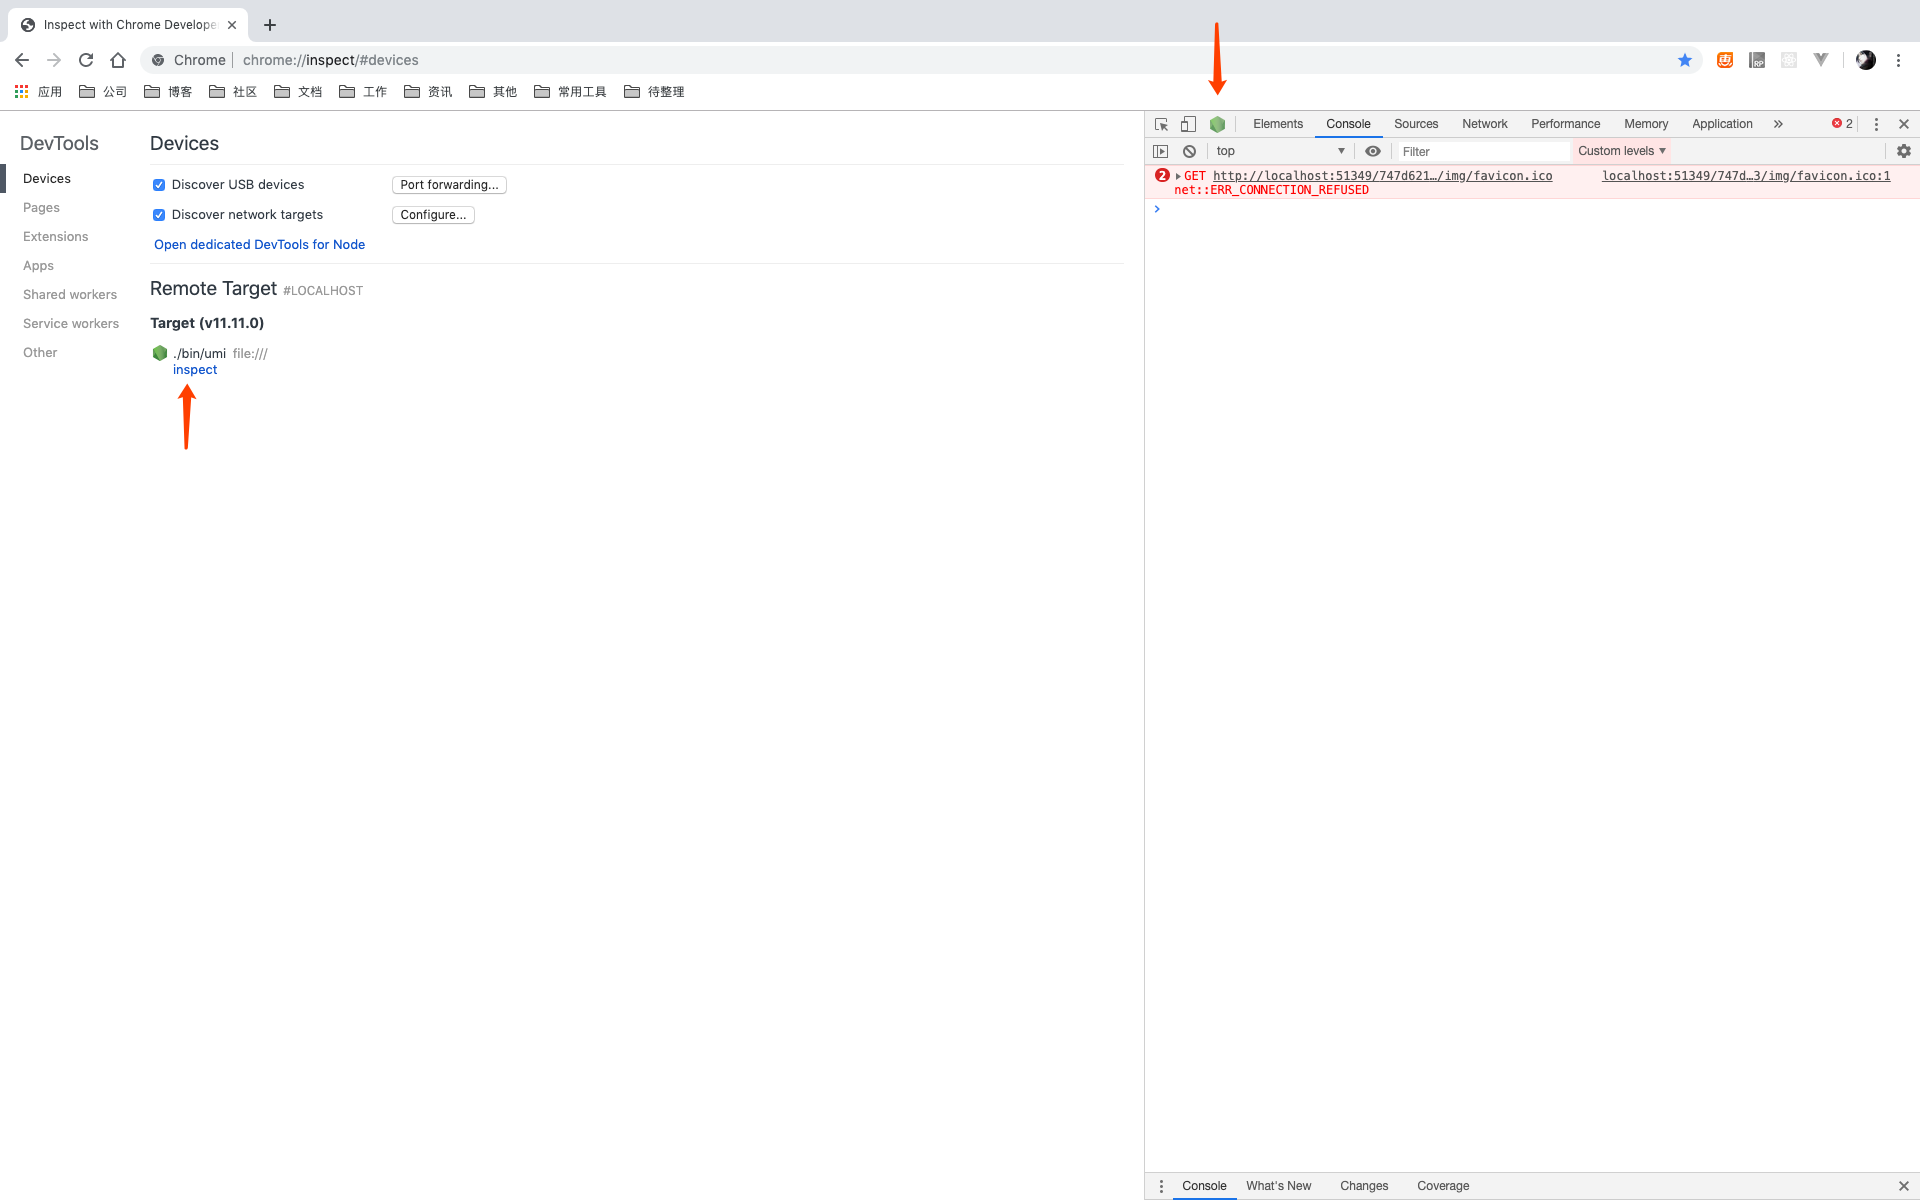 Inspect with Chrome Develope
Chrome chrome://inspect/#devices
应用 公司 博客 社区 文档 工作 资讯 其他 常用工具 待整理
DevTools
Devices
Pages
Extensions
Apps
Shared workers
Service workers
Other
Devices
Discover USB devices Port forwarding...
Discover network targets Configure...
Open dedicated DevTools for Node
Remote Target #LOCALHOST
Target (v11.11.0)
./bin/umi file:///
inspect
Elements Console Sources Network Performance Memory Application » 2
top Filter Custom levels
2 GET http://localhost:51349/747d621…/img/favicon.ico localhost:51349/747d…3/img/favicon.ico:1
net::ERR_CONNECTION_REFUSED
Console What's New Changes Coverage